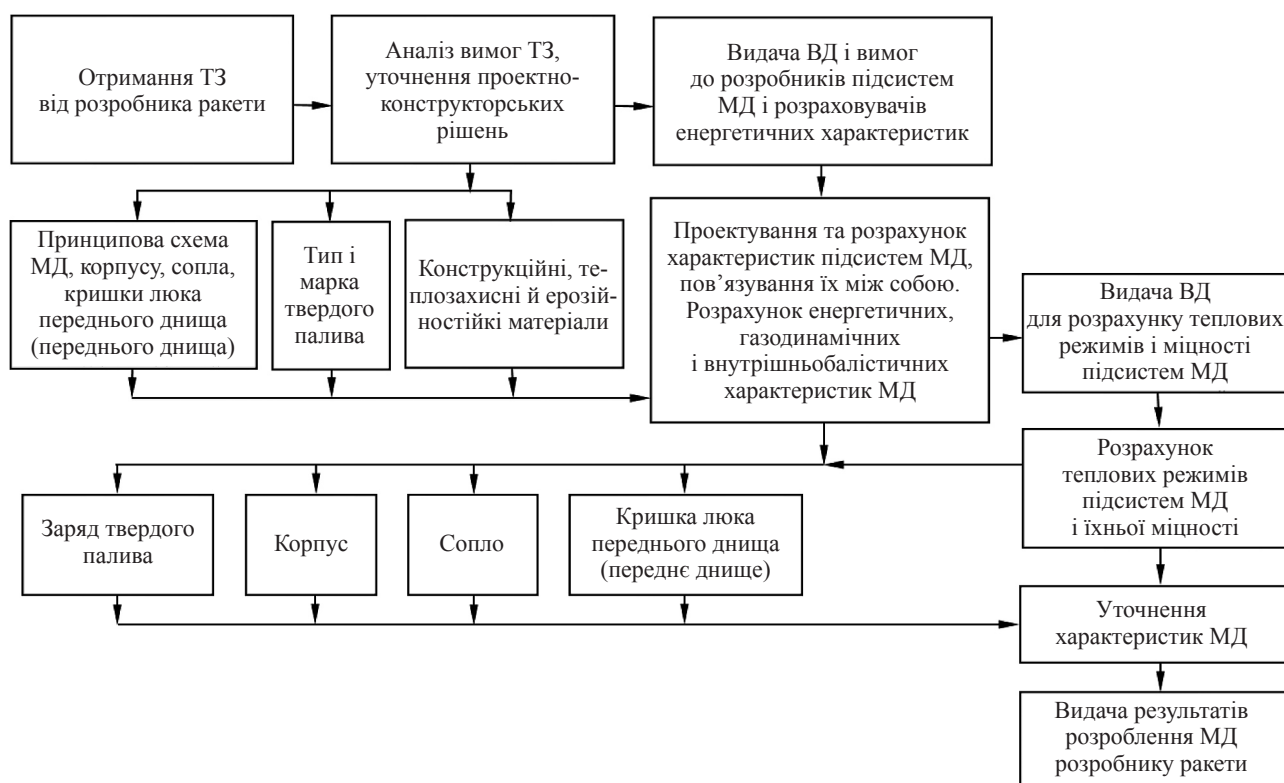 Отримання ТЗ
від розробника ракети
Аналіз вимог ТЗ,
уточнення проектно-
конструкторських
рішень
Видача ВД і вимог
до розробників підсистем
МД і розраховувачів
енергетичних характеристик
Принципова схема
МД, корпусу, сопла,
кришки люка
переднього днища
(переднього днища)
Тип і
марка
твердого
палива
Конструкційні, те-
плозахисні й ерозій-
ностійкі матеріали
Проектування та розрахунок
характеристик підсистем МД,
пов’язування їх між собою.
Розрахунок енергетичних,
газодинамічних
і внутрішньобалістичних
характеристик МД
Видача ВД
для розрахунку теплових
режимів і міцності
підсистем МД
Розрахунок
теплових режимів
підсистем МД
і їхньої міцності
Заряд твердого
палива
Корпус
Сопло
Кришка люка
переднього днища
(переднє днище)
Уточнення
характеристик МД
Видача результатів
розроблення МД
розробнику ракети